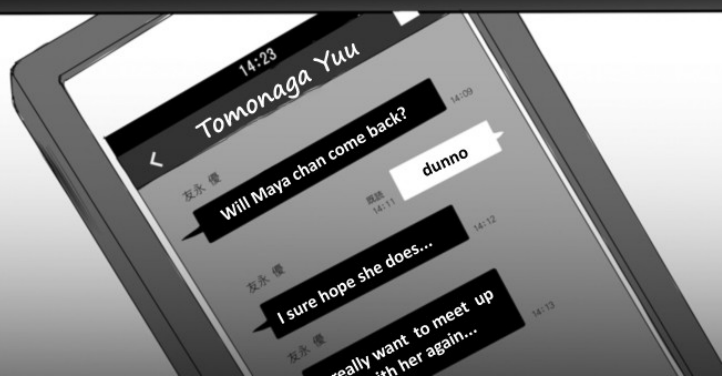 14:23
Tomonaga Yuu
友永 優
Will Maya chan come back?
14:09
dunno
既読
14:11
友永 優
I sure hope she does...
14:12
友永 優
really want to meet up
with her again...
14:13